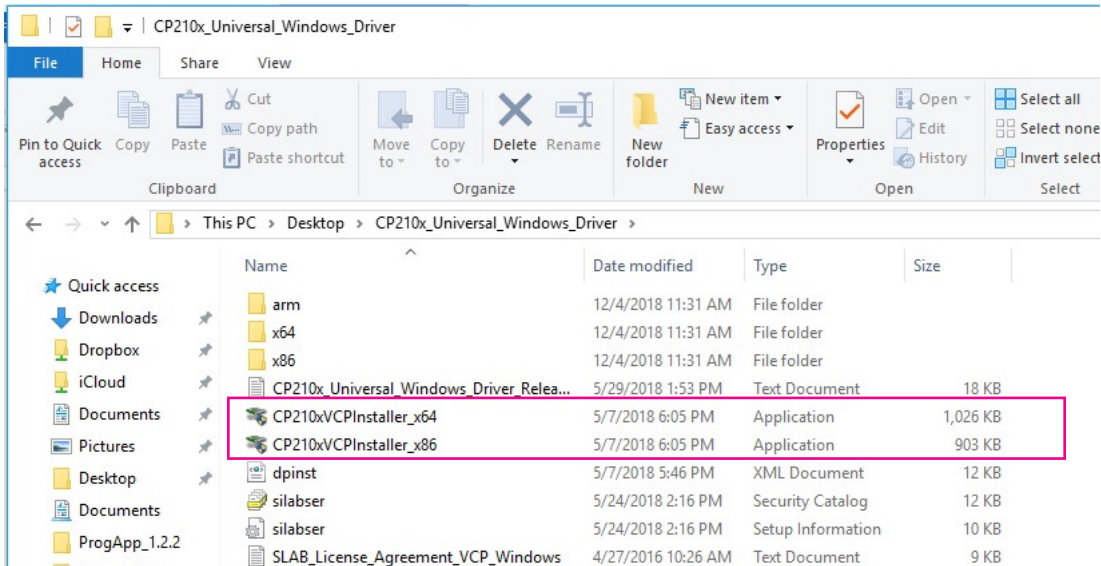 CP210x_Universal_Windows_Driver
File Home Share View
Pin to Quick access
Copy
Paste
Cut
Copy path
Paste shortcut
Move to
Copy to
Delete
Rename
New folder
New item
Easy access
Properties
Open
Edit
History
Select all
Select none
Invert select
Clipboard Organize New Open Select
This PC > Desktop > CP210x_Universal_Windows_Driver >
Name Date modified Type Size
Quick access
Downloads
Dropbox
iCloud
Documents
Pictures
Desktop
Documents
ProgApp_1.2.2
arm 12/4/2018 11:31 AM File folder
x64 12/4/2018 11:31 AM File folder
x86 12/4/2018 11:31 AM File folder
CP210x_Universal_Windows_Driver_Relea... 5/29/2018 1:53 PM Text Document 18 KB
CP210xVCPInstaller_x64 5/7/2018 6:05 PM Application 1,026 KB
CP210xVCPInstaller_x86 5/7/2018 6:05 PM Application 903 KB
dpinst 5/7/2018 5:46 PM XML Document 12 KB
silabser 5/24/2018 2:16 PM Security Catalog 12 KB
silabser 5/24/2018 2:16 PM Setup Information 10 KB
SLAB_License_Agreement_VCP_Windows 4/27/2016 10:26 AM Text Document 9 KB